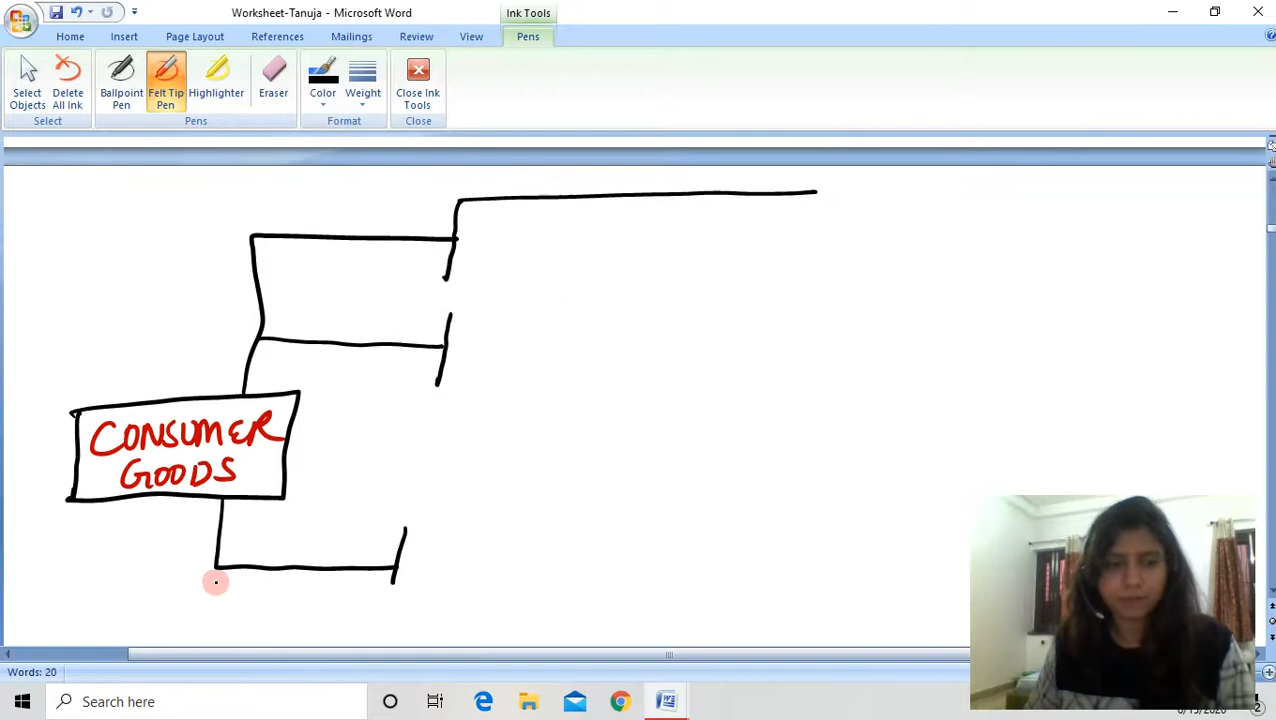 Worksheet-Tanuja - Microsoft Word
Ink Tools
Home Insert Page Layout References Mailings Review View Pens
Select Objects
Delete All Ink
Ballpoint Pen
Felt Tip Pen
Highlighter
Eraser
Color
Weight
Close Ink Tools
Select
Pens
Format
Close
CONSUMER
GOODS
Words: 20
Search here